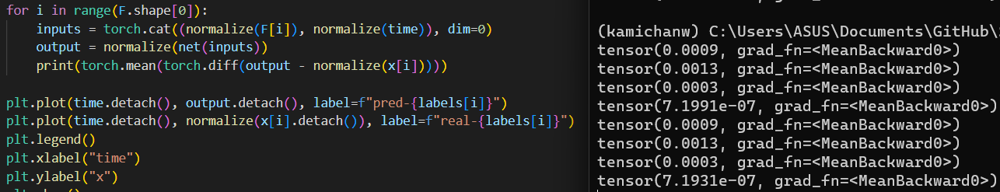 for i in range(F.shape[0]):
    inputs = torch.cat((normalize(F[i]), normalize(time)), dim=0)
    output = normalize(net(inputs))
    print(torch.mean(torch.diff(output - normalize(x[i]))))

plt.plot(time.detach(), output.detach(), label=f"pred-{labels[i]}")
plt.plot(time.detach(), normalize(x[i].detach()), label=f"real-{labels[i]}")
plt.legend()
plt.xlabel("time")
plt.ylabel("x")
(kamichanw) C:\Users\ASUS\Documents\GitHub\
tensor(0.0009, grad_fn=<MeanBackward0>)
tensor(0.0013, grad_fn=<MeanBackward0>)
tensor(0.0003, grad_fn=<MeanBackward0>)
tensor(7.1991e-07, grad_fn=<MeanBackward0>)
tensor(0.0009, grad_fn=<MeanBackward0>)
tensor(0.0013, grad_fn=<MeanBackward0>)
tensor(0.0003, grad_fn=<MeanBackward0>)
tensor(7.1931e-07, grad_fn=<MeanBackward0>)